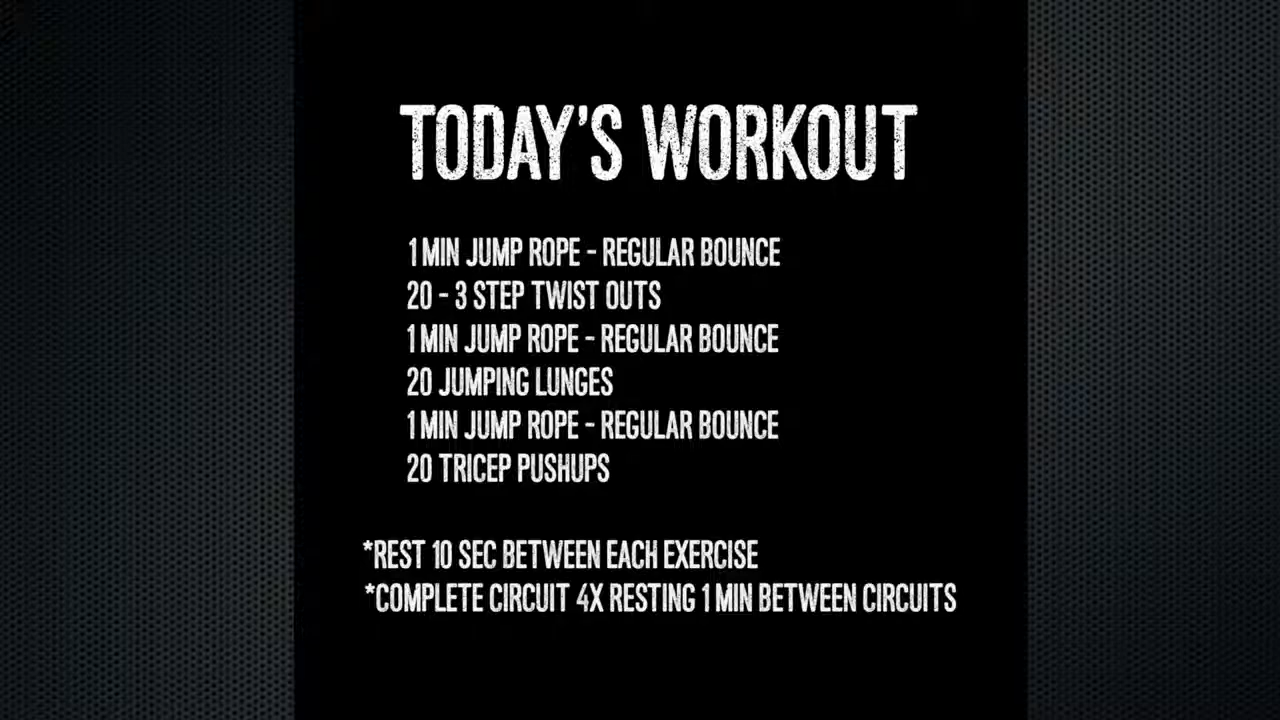 TODAY'S WORKOUT
1 MIN JUMP ROPE - REGULAR BOUNCE
20 - 3 STEP TWIST OUTS
1 MIN JUMP ROPE - REGULAR BOUNCE
20 JUMPING LUNGES
1 MIN JUMP ROPE - REGULAR BOUNCE
20 TRICEP PUSHUPS
*REST 10 SEC BETWEEN EACH EXERCISE
*COMPLETE CIRCUIT 4X RESTING 1 MIN BETWEEN CIRCUITS